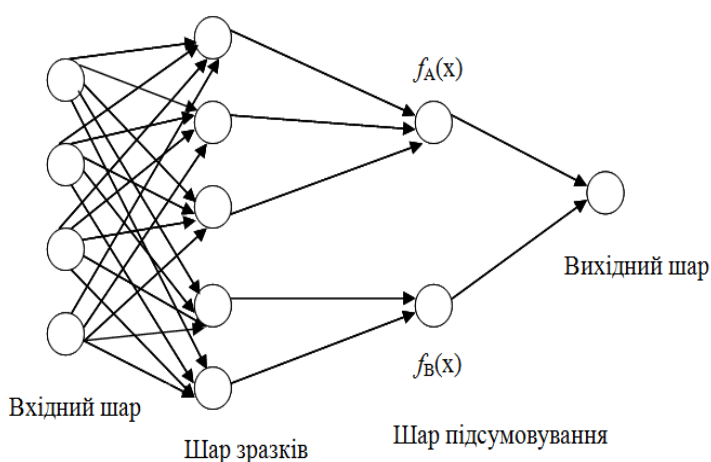 fA(x)
Вихідний шар
fB(x)
Вхідний шар
Шар підсумовування
Шар зразків